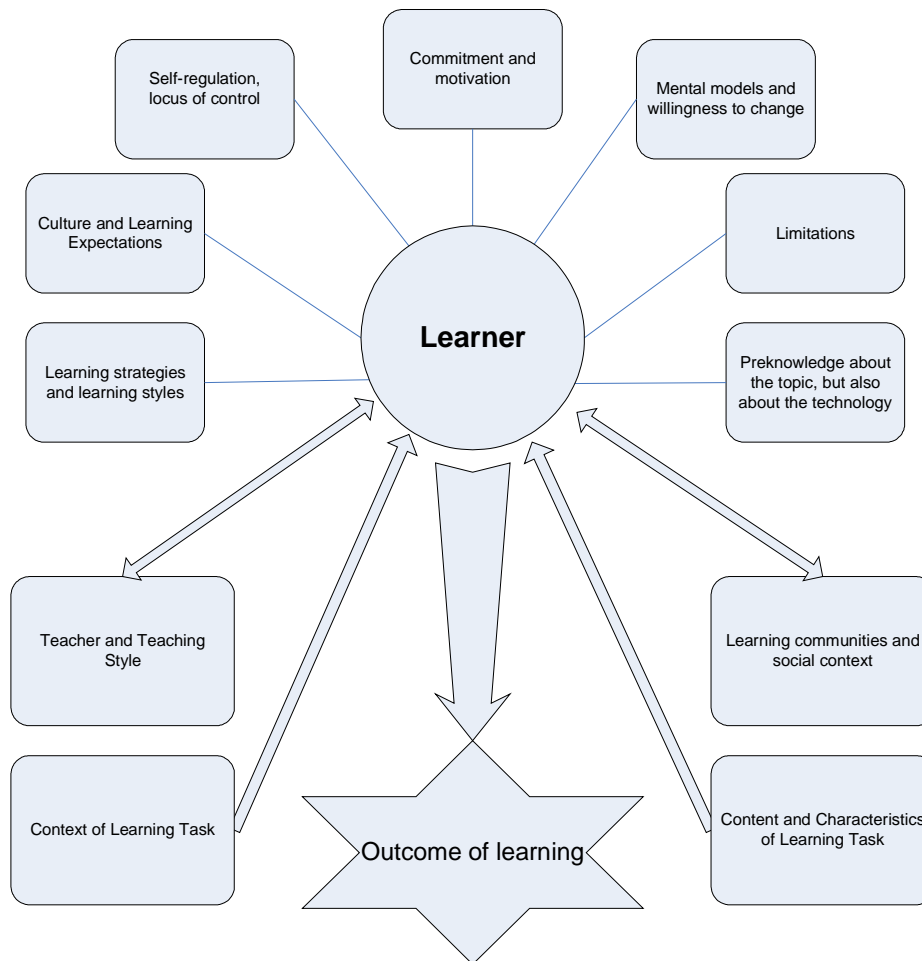 Commitment and
motivation
Self-regulation,
locus of control
Mental models and
willingness to change
Culture and Learning
Expectations
Limitations
Learner
Learning strategies
and learning styles
Preknowledge about
the topic, but also
about the technology
Teacher and Teaching
Style
Learning communities and
social context
Context of Learning Task
Content and Characteristics
of Learning Task
Outcome of learning